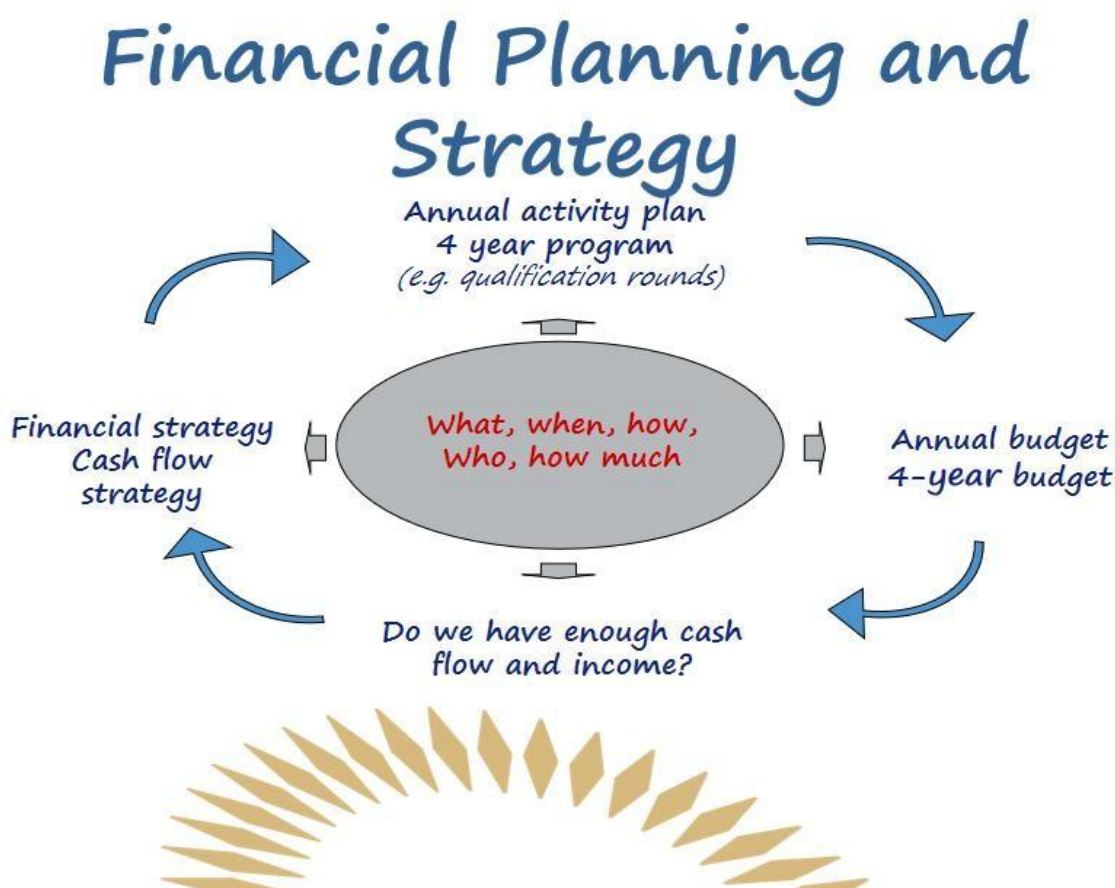 Financial Planning and
Strategy
Annual activity plan
4 year program
(e.g. qualification rounds)
What, when, how,
Who, how much
Financial strategy
Cash flow
strategy
Annual budget
4-year budget
Do we have enough cash
flow and income?